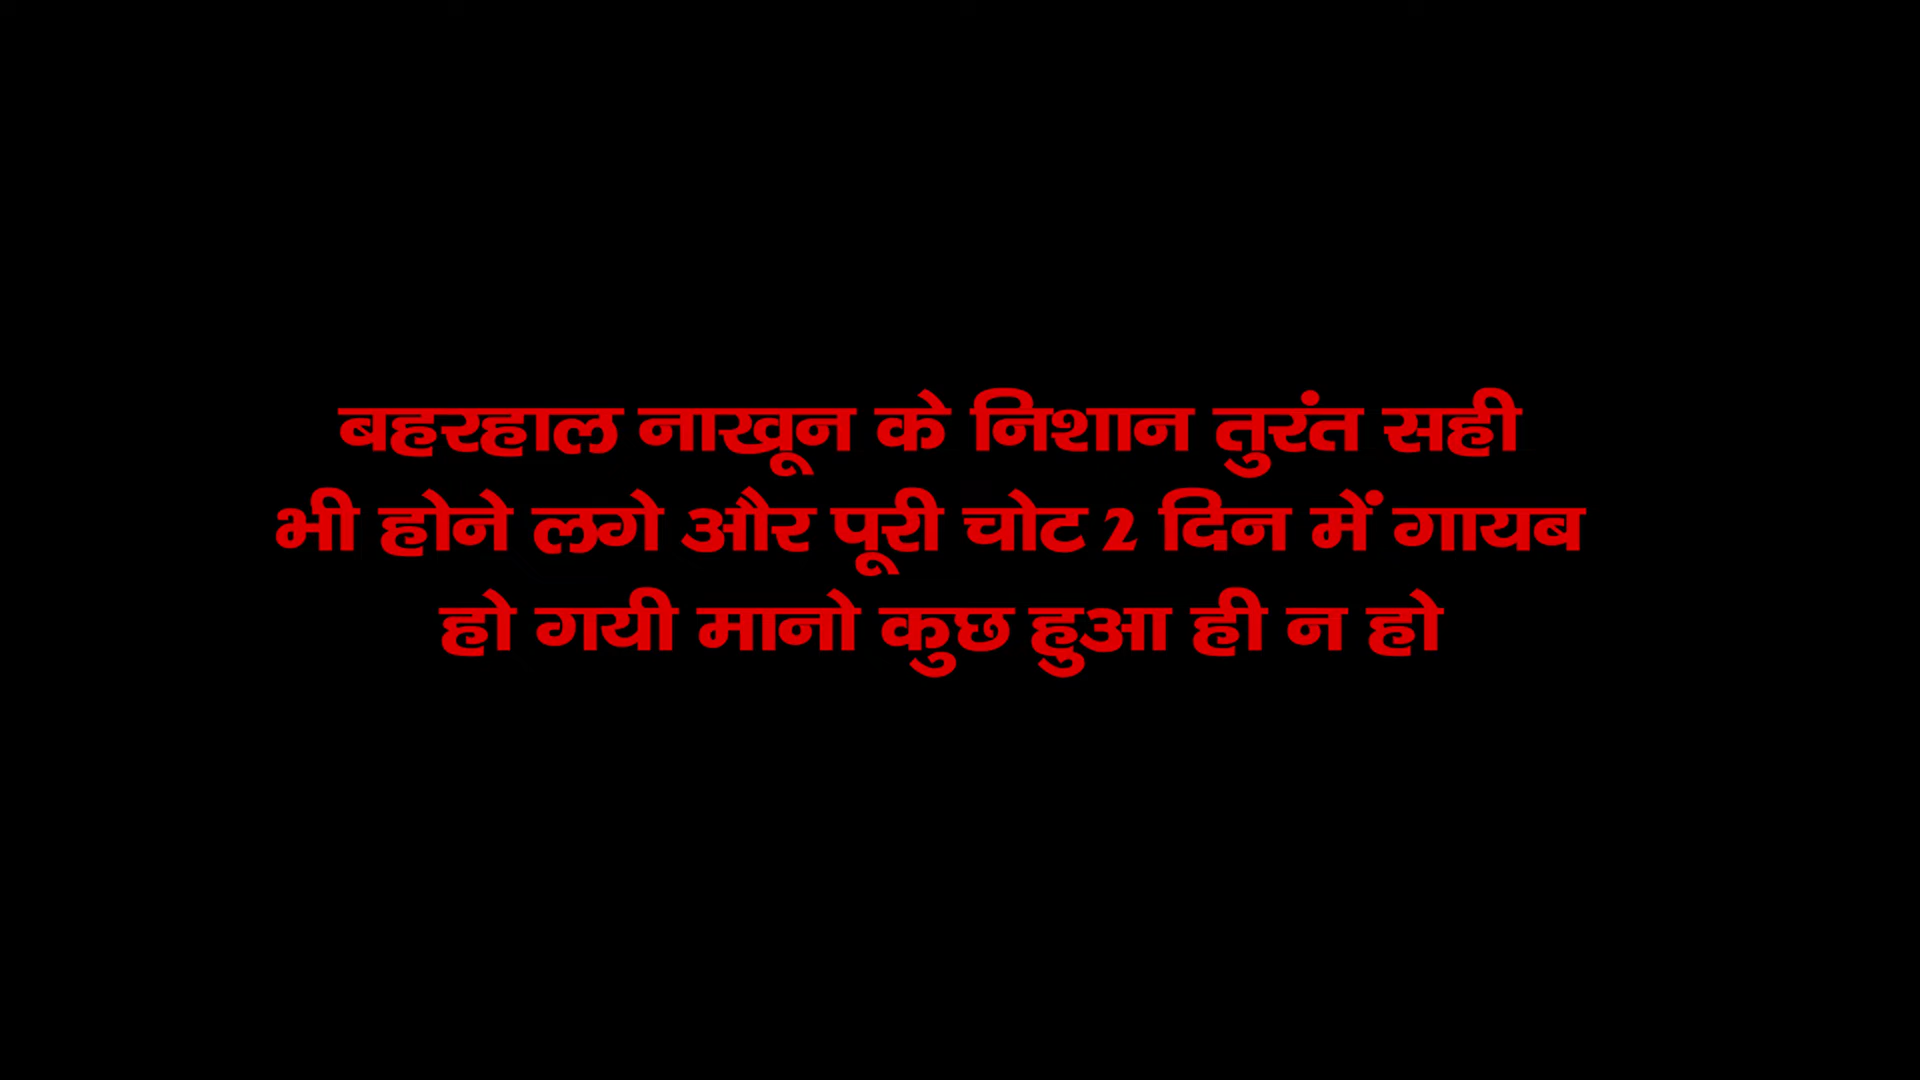 बहरहाल नाखून के निशान तुरंत सही
भी होने लगे और पूरी चोट 2 दिन में गायब
हो गयी मानो कुछ हुआ ही न हो